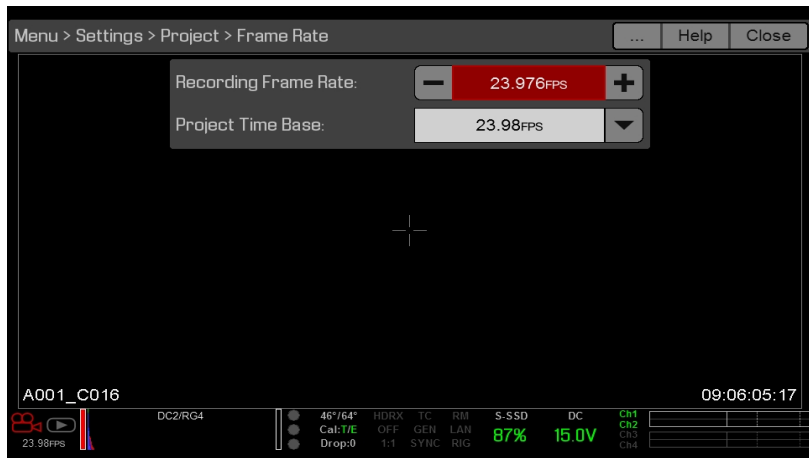 Menu > Settings > Project > Frame Rate ... Help Close
Recording Frame Rate: − 23.976FPS +
Project Time Base: 23.98FPS
A001_C016 09:06:05:17
DC2/RG4 46°/64° HDRX TC RM S-SSD DC Ch1
Cal:T/E OFF GEN LAN 87% 15.0V Ch2
23.98FPS Drop:0 1:1 SYNC RIG Ch3
Ch4